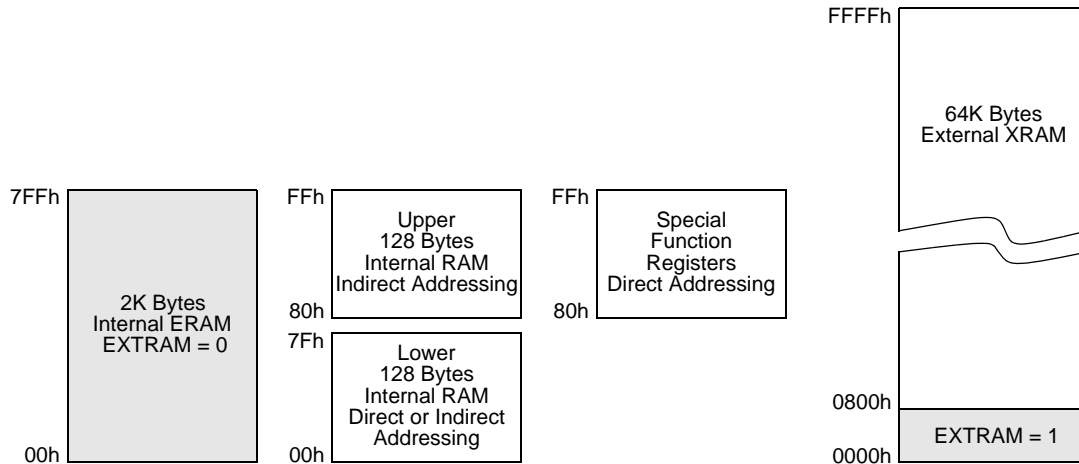 FFFFh
64K Bytes
External XRAM
0800h
EXTRAM = 1
0000h
7FFh
2K Bytes
Internal ERAM
EXTRAM = 0
00h
FFh
Upper
128 Bytes
Internal RAM
Indirect Addressing
80h
7Fh
Lower
128 Bytes
Internal RAM
Direct or Indirect
Addressing
00h
FFh
Special
Function
Registers
Direct Addressing
80h